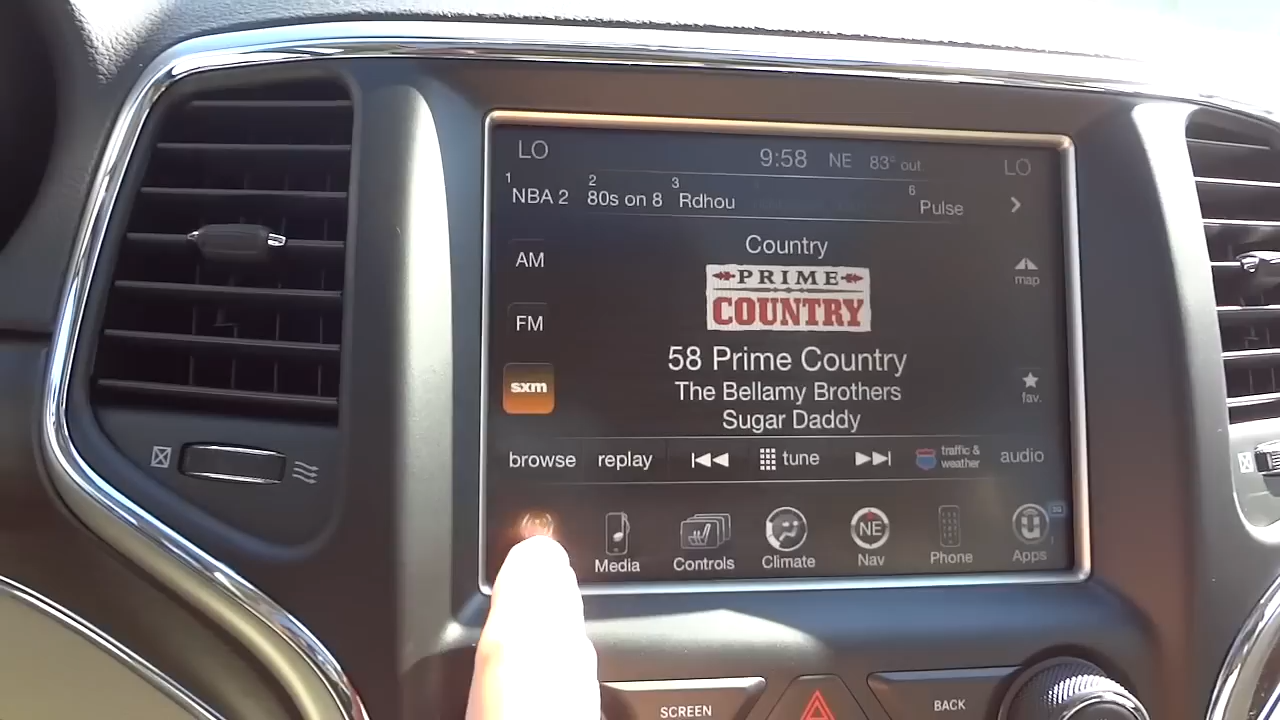 LO 9:58 NE 83° out. LO
1 NBA 2 2 80s on 8 3 Rdhou 6 Pulse
Country
AM
PRIME
COUNTRY
map
FM
58 Prime Country
sxm
The Bellamy Brothers
fav.
Sugar Daddy
browse replay tune traffic & weather audio
NE
Media Controls Climate Nav Phone Apps
SCREEN BACK